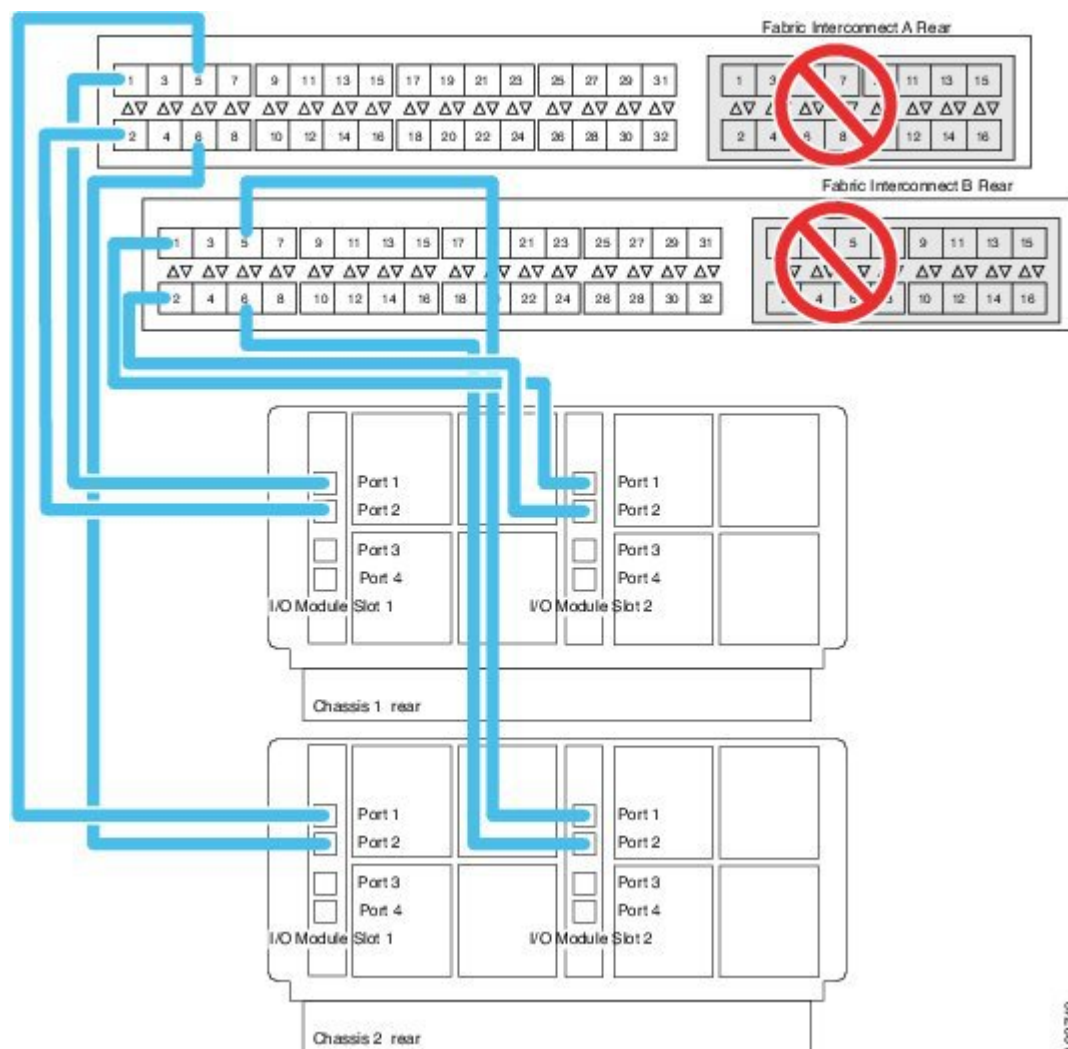 Fabric Interconnect A Rear
1 3 5 7 9 11 13 15 17 19 21 23 25 27 29 31
1 3 7 11 13 15
2 4 6 8 10 12 14 16 18 20 22 24 26 28 30 32
2 4 6 8 12 14 16
Fabric Interconnect B Rear
1 3 5 7 9 11 13 15 17 21 23 25 27 29 31
5 9 11 13 15
2 4 6 8 10 12 14 16 18 22 24 26 28 30 32
4 6 10 12 14 16
Port 1 Port 1
Port 2 Port 2
Port 3 Port 3
Port 4 Port 4
I/O Module Slot 1 I/O Module Slot 2
Chassis 1 rear
Port 1 Port 1
Port 2 Port 2
Port 3 Port 3
Port 4 Port 4
I/O Module Slot 1 I/O Module Slot 2
Chassis 2 rear